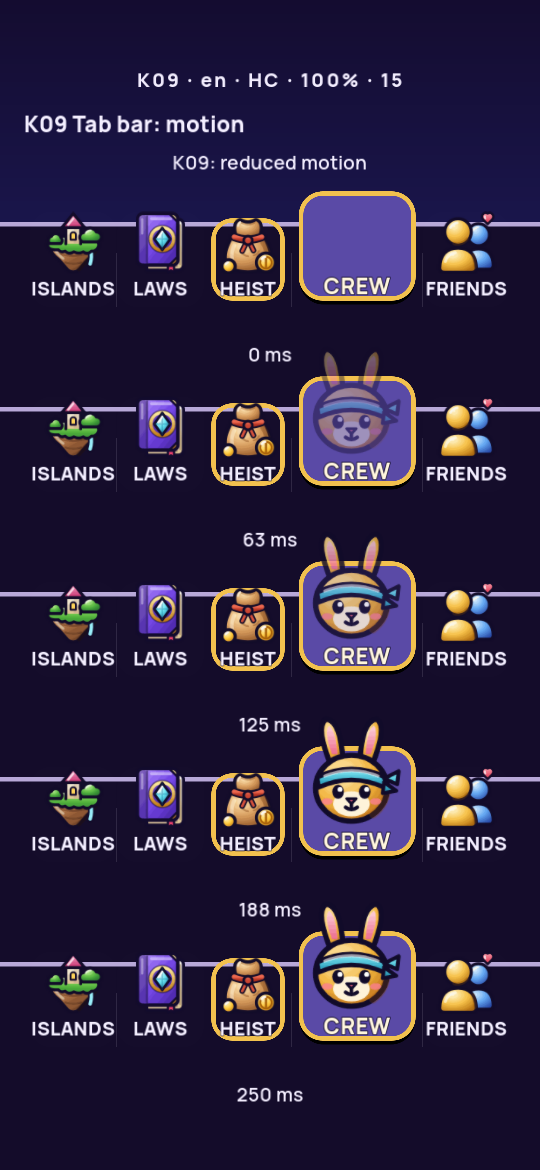 K09 · en · HC · 100% · 15
K09 Tab bar: motion
K09: reduced motion
ISLANDS LAWS HEIST CREW FRIENDS
0 ms
ISLANDS LAWS HEIST CREW FRIENDS
63 ms
ISLANDS LAWS HEIST CREW FRIENDS
125 ms
ISLANDS LAWS HEIST CREW FRIENDS
188 ms
ISLANDS LAWS HEIST CREW FRIENDS
250 ms